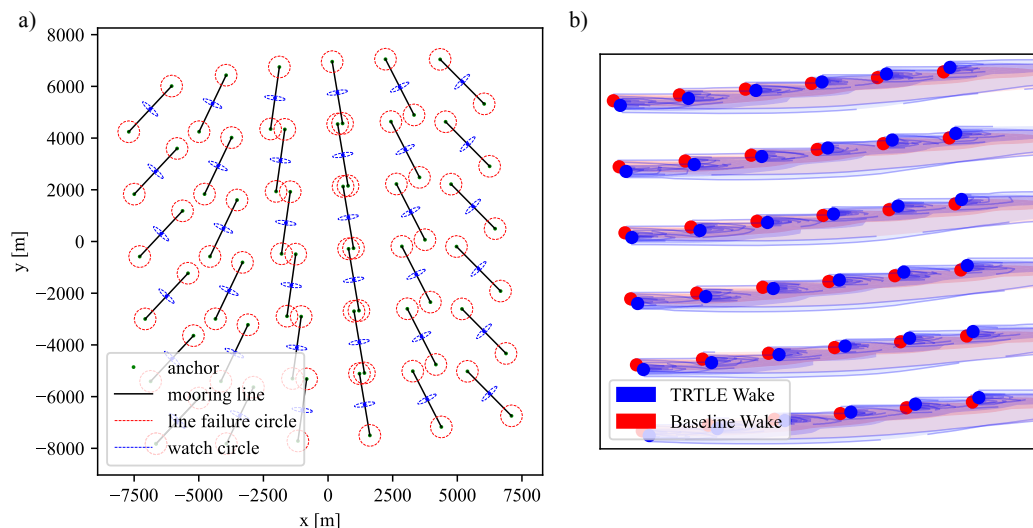 a)
8000
6000
4000
2000
0
−2000
−4000
−6000
−8000
y [m]
anchor
mooring line
line failure circle
watch circle
−7500
−5000
−2500
0
2500
5000
7500
x [m]
b)
TRTLE Wake
Baseline Wake